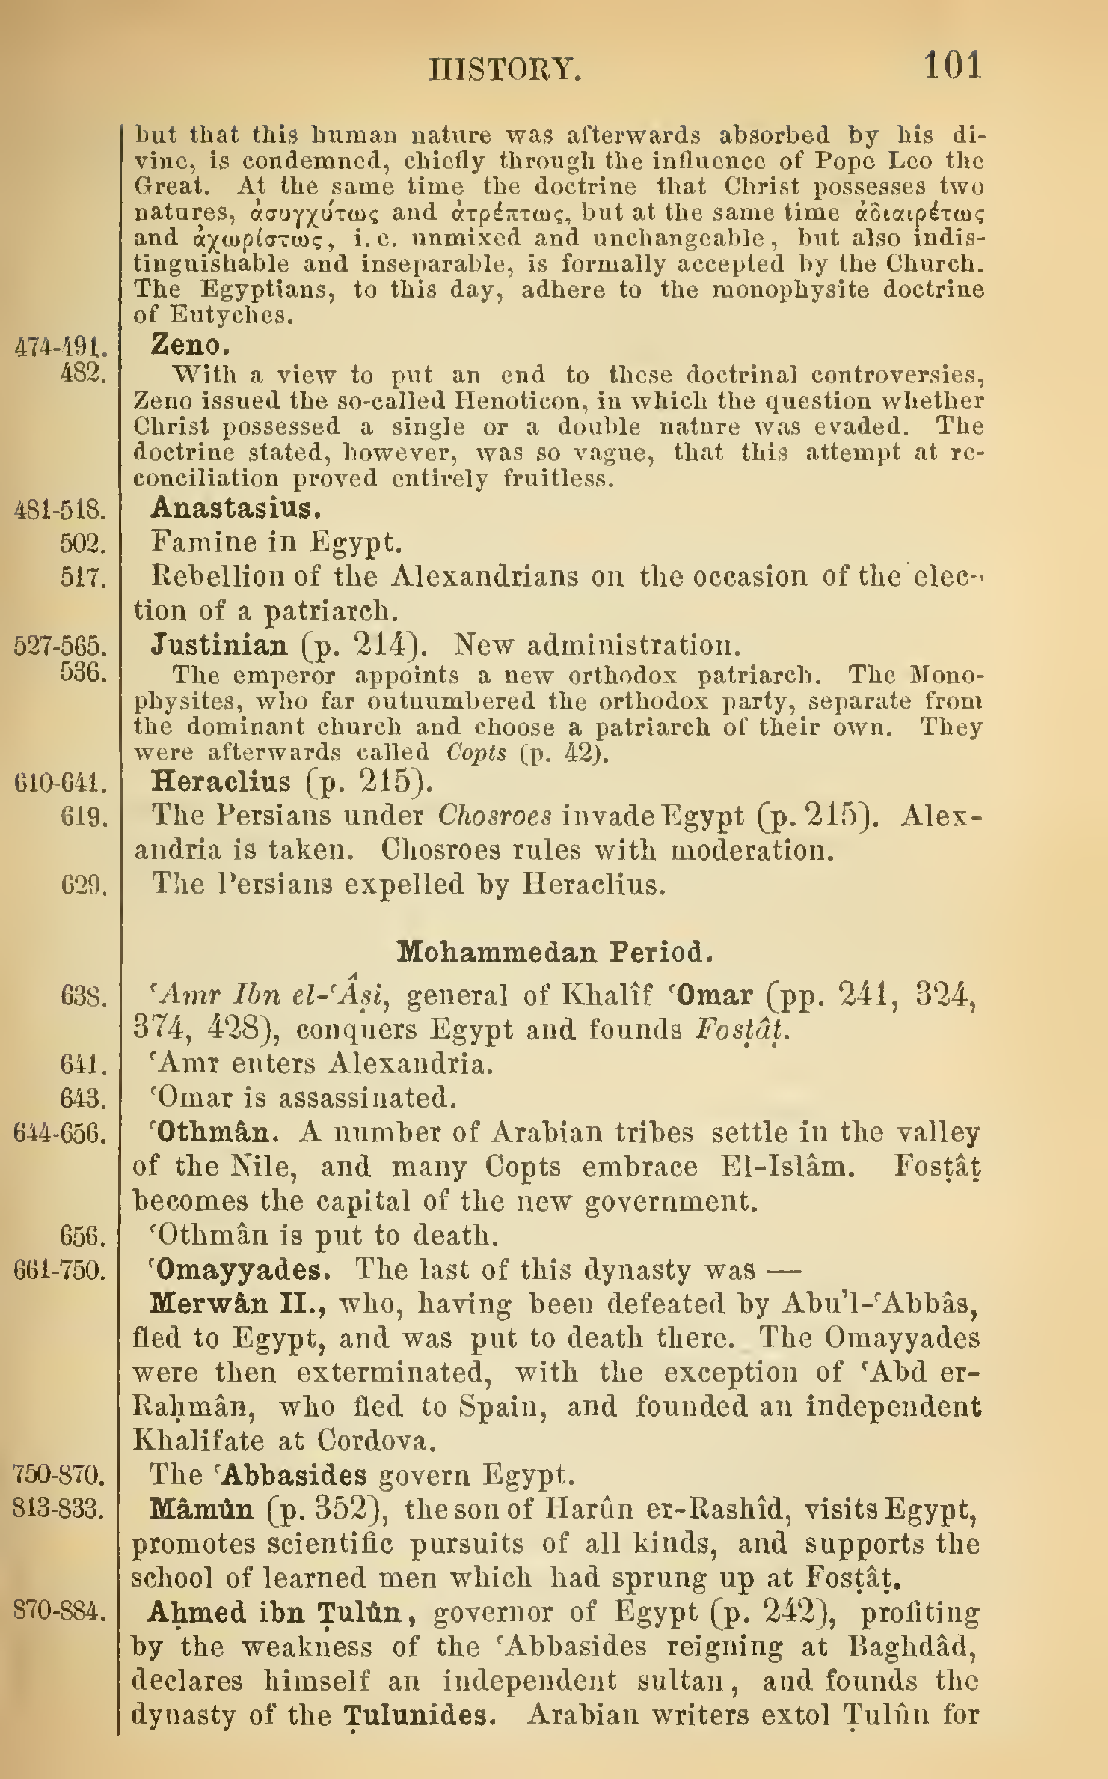 HISTORY. 101
but that this human nature was afterwards absorbed by his di-
vine, is condemned, chiefly through the influence of Pope Leo the
Great. At the same time the doctrine that Christ possesses two
natures, ἀσυγχύτως and ἀτρέπτως, but at the same time ἀδιαιρέτως
and ἀχωρίστως, i. e. unmixed and unchangeable, but also indis-
tinguishable and inseparable, is formally accepted by the Church.
The Egyptians, to this day, adhere to the monophysite doctrine
of Eutyches.
474-491. Zeno.
482. With a view to put an end to these doctrinal controversies,
Zeno issued the so-called Henoticon, in which the question whether
Christ possessed a single or a double nature was evaded. The
doctrine stated, however, was so vague, that this attempt at re-
conciliation proved entirely fruitless.
481-518. Anastasius.
502. Famine in Egypt.
517. Rebellion of the Alexandrians on the occasion of the elec-
tion of a patriarch.
527-565. Justinian (p. 214). New administration.
536. The emperor appoints a new orthodox patriarch. The Mono-
physites, who far outnumbered the orthodox party, separate from
the dominant church and choose a patriarch of their own. They
were afterwards called Copts (p. 42).
610-641. Heraclius (p. 215).
619. The Persians under Chosroes invade Egypt (p. 215). Alex-
andria is taken. Chosroes rules with moderation.
629. The Persians expelled by Heraclius.
Mohammedan Period.
638. ʿAmr Ibn el-ʿÂṣi, general of Khalîf ʿOmar (pp. 241, 324,
374, 428), conquers Egypt and founds Fosṭâṭ.
641. ʿAmr enters Alexandria.
643. ʿOmar is assassinated.
644-656. ʿOthmân. A number of Arabian tribes settle in the valley
of the Nile, and many Copts embrace El-Islâm. Fosṭâṭ
becomes the capital of the new government.
656. ʿOthmân is put to death.
661-750. ʿOmayyades. The last of this dynasty was —
Merwân II., who, having been defeated by Abu'l-ʿAbbâs,
fled to Egypt, and was put to death there. The Omayyades
were then exterminated, with the exception of ʿAbd er-
Raḥmân, who fled to Spain, and founded an independent
Khalifate at Cordova.
750-870. The ʿAbbasides govern Egypt.
813-833. Mâmûn (p. 352), the son of Harûn er-Rashîd, visits Egypt,
promotes scientific pursuits of all kinds, and supports the
school of learned men which had sprung up at Fosṭâṭ.
870-884. Aḥmed ibn Ṭulûn, governor of Egypt (p. 242), profiting
by the weakness of the ʿAbbasides reigning at Baghdâd,
declares himself an independent sultan, and founds the
dynasty of the Ṭulunides. Arabian writers extol Ṭulûn for